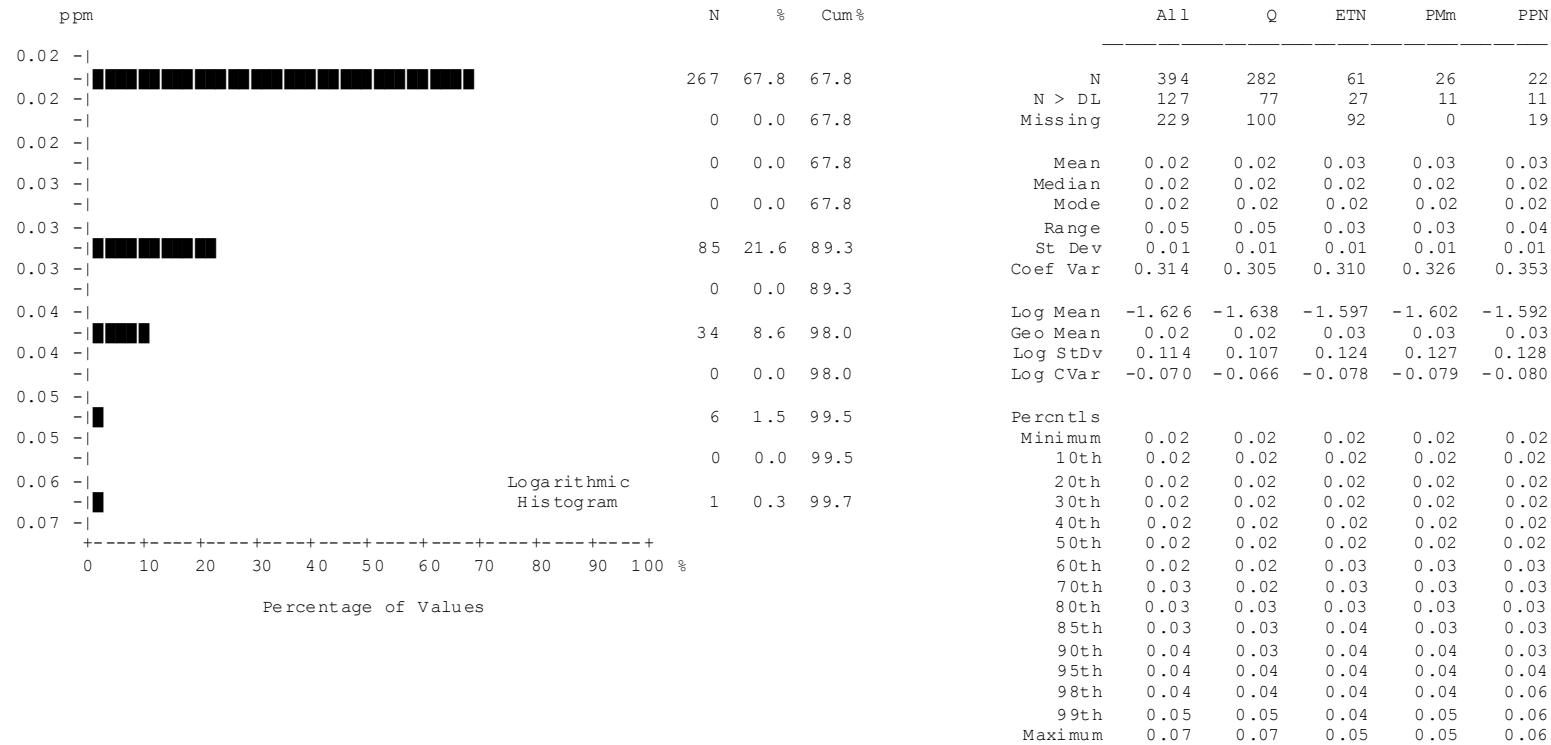 ppm N % Cum% All Q ETN PMm PPN
0.02 -|
-| 267 67.8 67.8 N 394 282 61 26 22
0.02 -| N > DL 127 77 27 11 11
-| 0 0.0 67.8 Missing 229 100 92 0 19
0.02 -|
-| 0 0.0 67.8 Mean 0.02 0.02 0.03 0.03 0.03
0.03 -| Median 0.02 0.02 0.02 0.02 0.02
-| 0 0.0 67.8 Mode 0.02 0.02 0.02 0.02 0.02
0.03 -| Range 0.05 0.05 0.03 0.03 0.04
-| 85 21.6 89.3 St Dev 0.01 0.01 0.01 0.01 0.01
0.03 -| Coef Var 0.314 0.305 0.310 0.326 0.353
-| 0 0.0 89.3
0.04 -| Log Mean -1.626 -1.638 -1.597 -1.602 -1.592
-| 34 8.6 98.0 Geo Mean 0.02 0.02 0.03 0.03 0.03
0.04 -| Log StDv 0.114 0.107 0.124 0.127 0.128
-| 0 0.0 98.0 Log CVar -0.070 -0.066 -0.078 -0.079 -0.080
0.05 -|
-| 6 1.5 99.5 Percntls
0.05 -| Minimum 0.02 0.02 0.02 0.02 0.02
-| 0 0.0 99.5 10th 0.02 0.02 0.02 0.02 0.02
0.06 -| Logarithmic 20th 0.02 0.02 0.02 0.02 0.02
-| Histogram 1 0.3 99.7 30th 0.02 0.02 0.02 0.02 0.02
0.07 -| 40th 0.02 0.02 0.02 0.02 0.02
+----+----+----+----+----+----+----+----+----+----+ 50th 0.02 0.02 0.02 0.02 0.02
0 10 20 30 40 50 60 70 80 90 100 % 60th 0.02 0.02 0.03 0.03 0.03
70th 0.03 0.02 0.03 0.03 0.03
Percentage of Values 80th 0.03 0.03 0.03 0.03 0.03
85th 0.03 0.03 0.04 0.03 0.03
90th 0.04 0.03 0.04 0.04 0.03
95th 0.04 0.04 0.04 0.04 0.04
98th 0.04 0.04 0.04 0.04 0.06
99th 0.05 0.05 0.04 0.05 0.06
Maximum 0.07 0.07 0.05 0.05 0.06